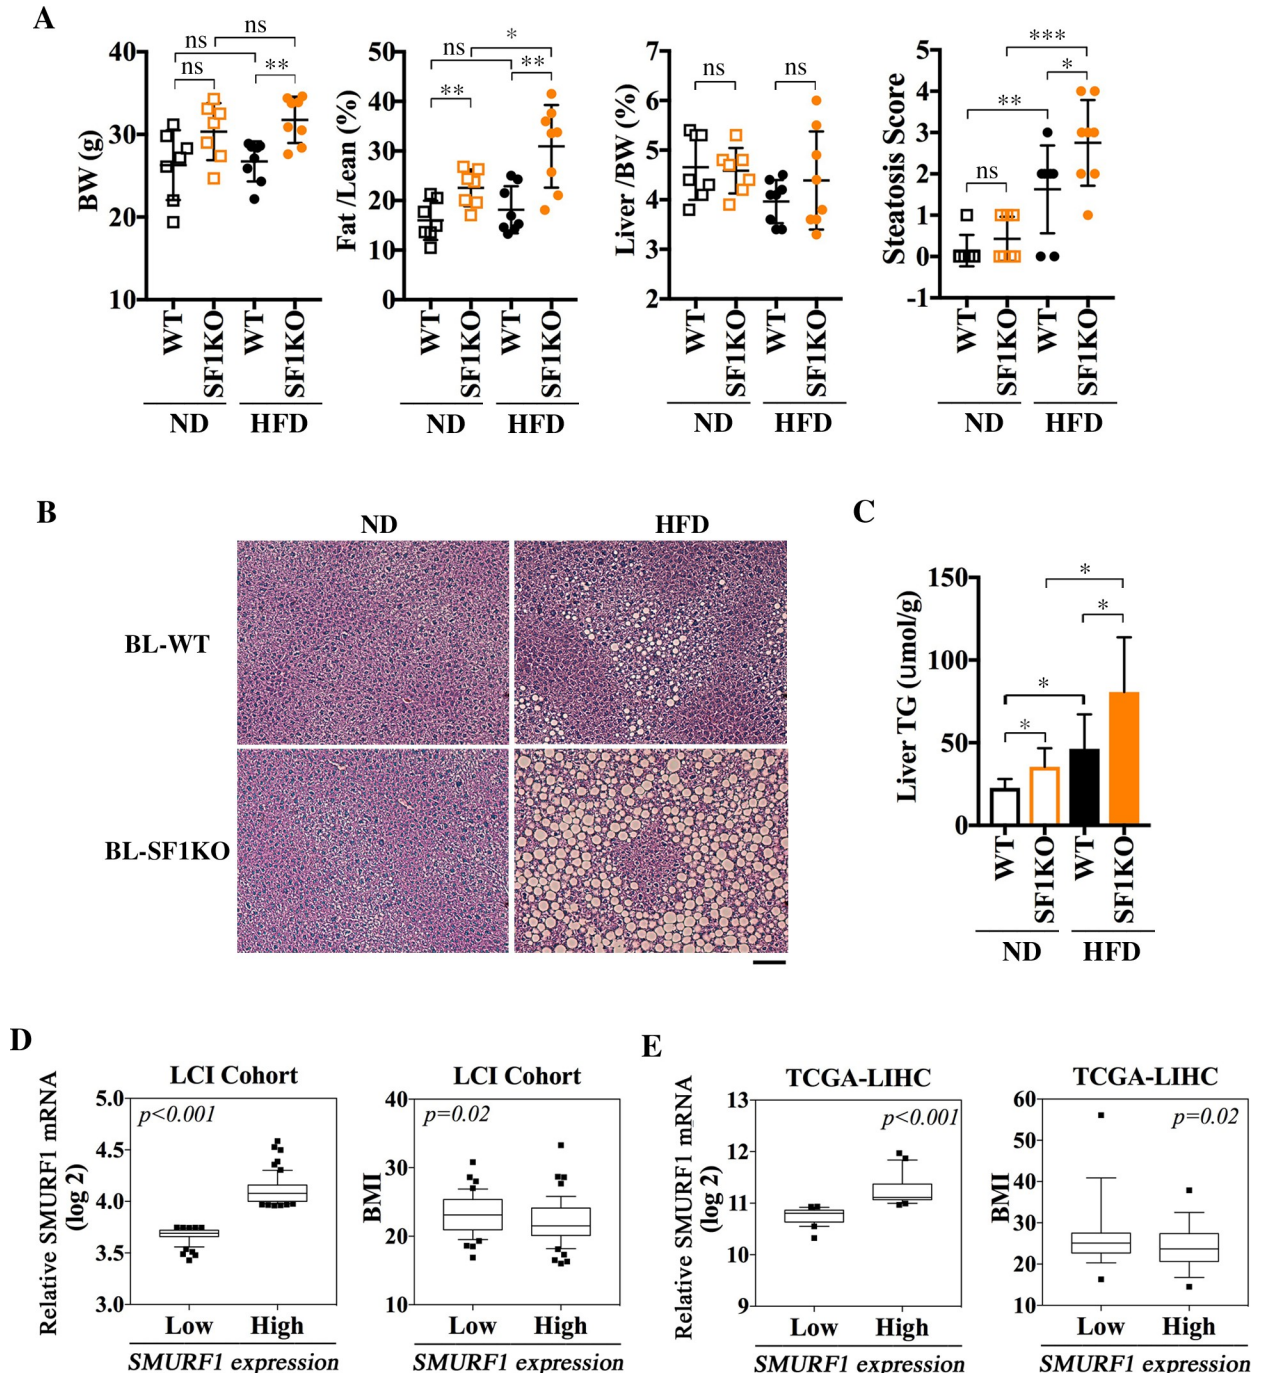 A
BW (g)
40
30
20
10
ns
ns
ns
**
WT
SF1KO
WT
SF1KO
ND
HFD
Fat /Lean (%)
50
40
30
20
10
0
ns
*
**
**
WT
SF1KO
WT
SF1KO
ND
HFD
Liver /BW (%)
7
6
5
4
3
2
ns
ns
WT
SF1KO
WT
SF1KO
ND
HFD
Steatosis Score
5
4
3
2
1
0
-1
***
*
**
ns
WT
SF1KO
WT
SF1KO
ND
HFD
B
ND
HFD
BL-WT
BL-SF1KO
C
Liver TG (umol/g)
150
100
50
0
*
*
*
*
WT
SF1KO
WT
SF1KO
ND
HFD
D
LCI Cohort
Relative SMURF1 mRNA
(log 2)
5.0
4.5
4.0
3.5
3.0
p<0.001
Low
High
SMURF1 expression
LCI Cohort
BMI
40
30
20
10
p=0.02
Low
High
SMURF1 expression
E
TCGA-LIHC
Relative SMURF1 mRNA
(log 2)
13
12
11
10
9
p<0.001
Low
High
SMURF1 expression
TCGA-LIHC
BMI
60
50
40
30
20
10
p=0.02
Low
High
SMURF1 expression